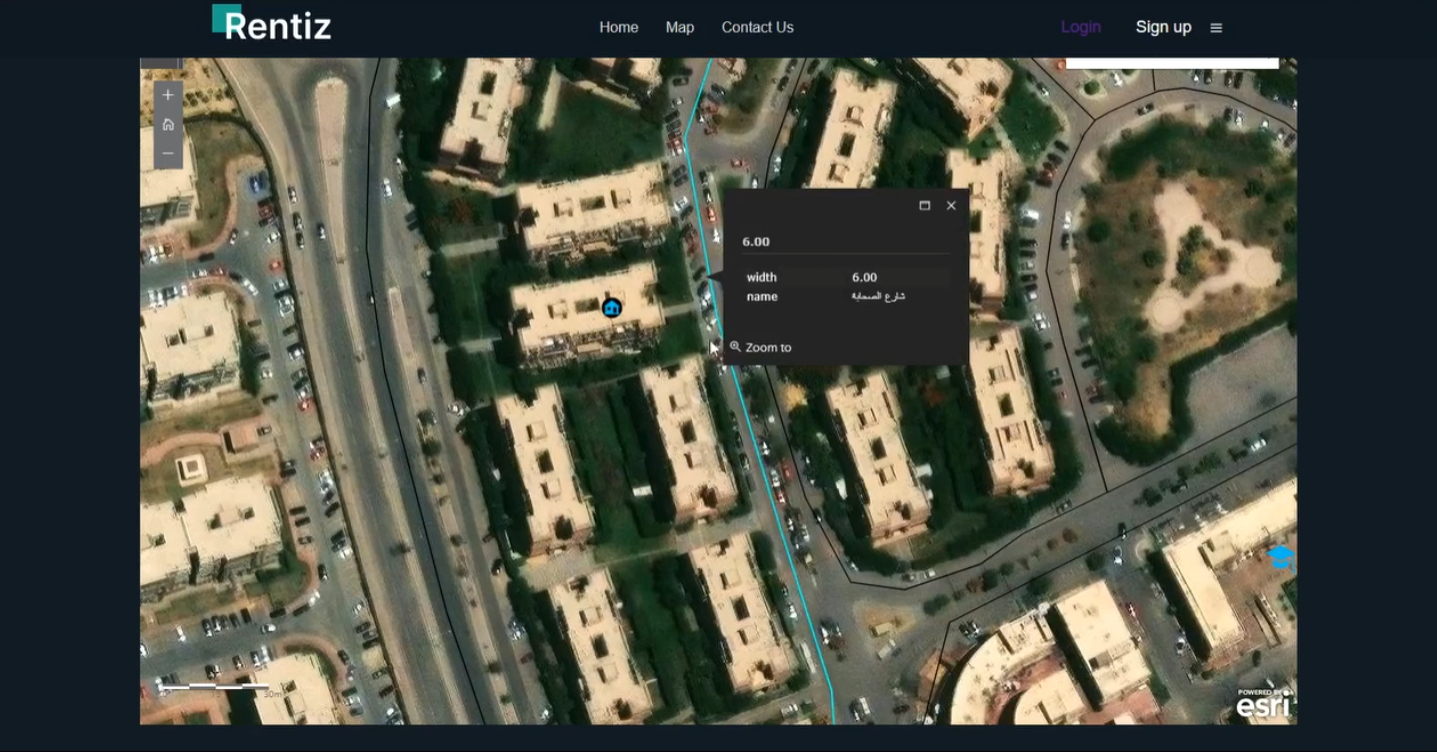 Rentiz
Home Map Contact Us
Login Sign up
6.00
width 6.00
name شارع الصحابة
Zoom to
30m
POWERED BY
esri